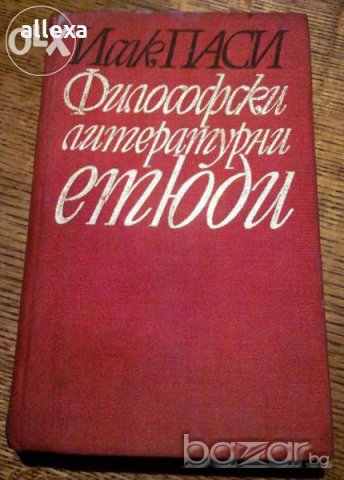 OLX
allexa
Исак ПАСИ
Философски
литературни
етюди
bazar.bg